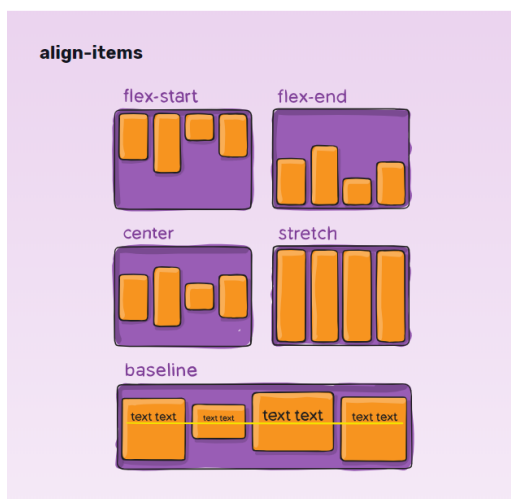 align-items
flex-start
flex-end
center
stretch
baseline
text text
text text
text text
text text